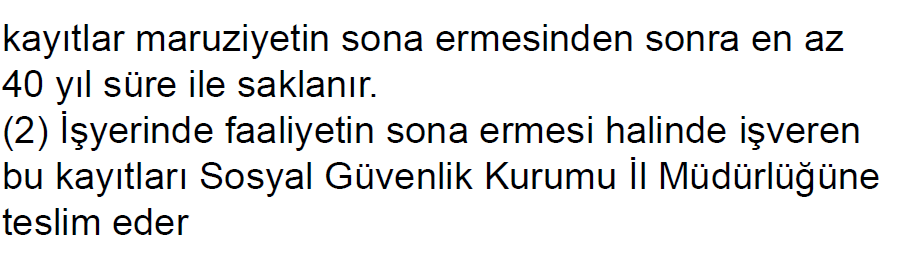 kayıtlar maruziyetin sona ermesinden sonra en az
40 yıl süre ile saklanır.
(2) İşyerinde faaliyetin sona ermesi halinde işveren
bu kayıtları Sosyal Güvenlik Kurumu İl Müdürlüğüne
teslim eder